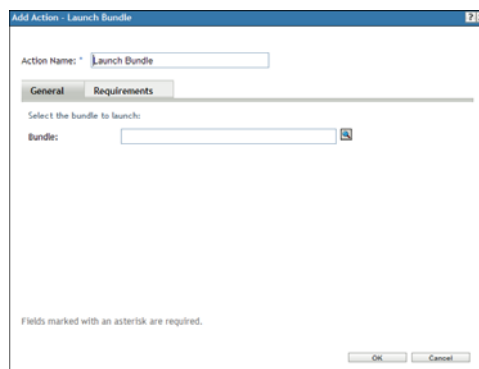 Add Action - Launch Bundle ?
Action Name: * Launch Bundle
General Requirements
Select the bundle to launch:
Bundle:
Fields marked with an asterisk are required.
OK Cancel